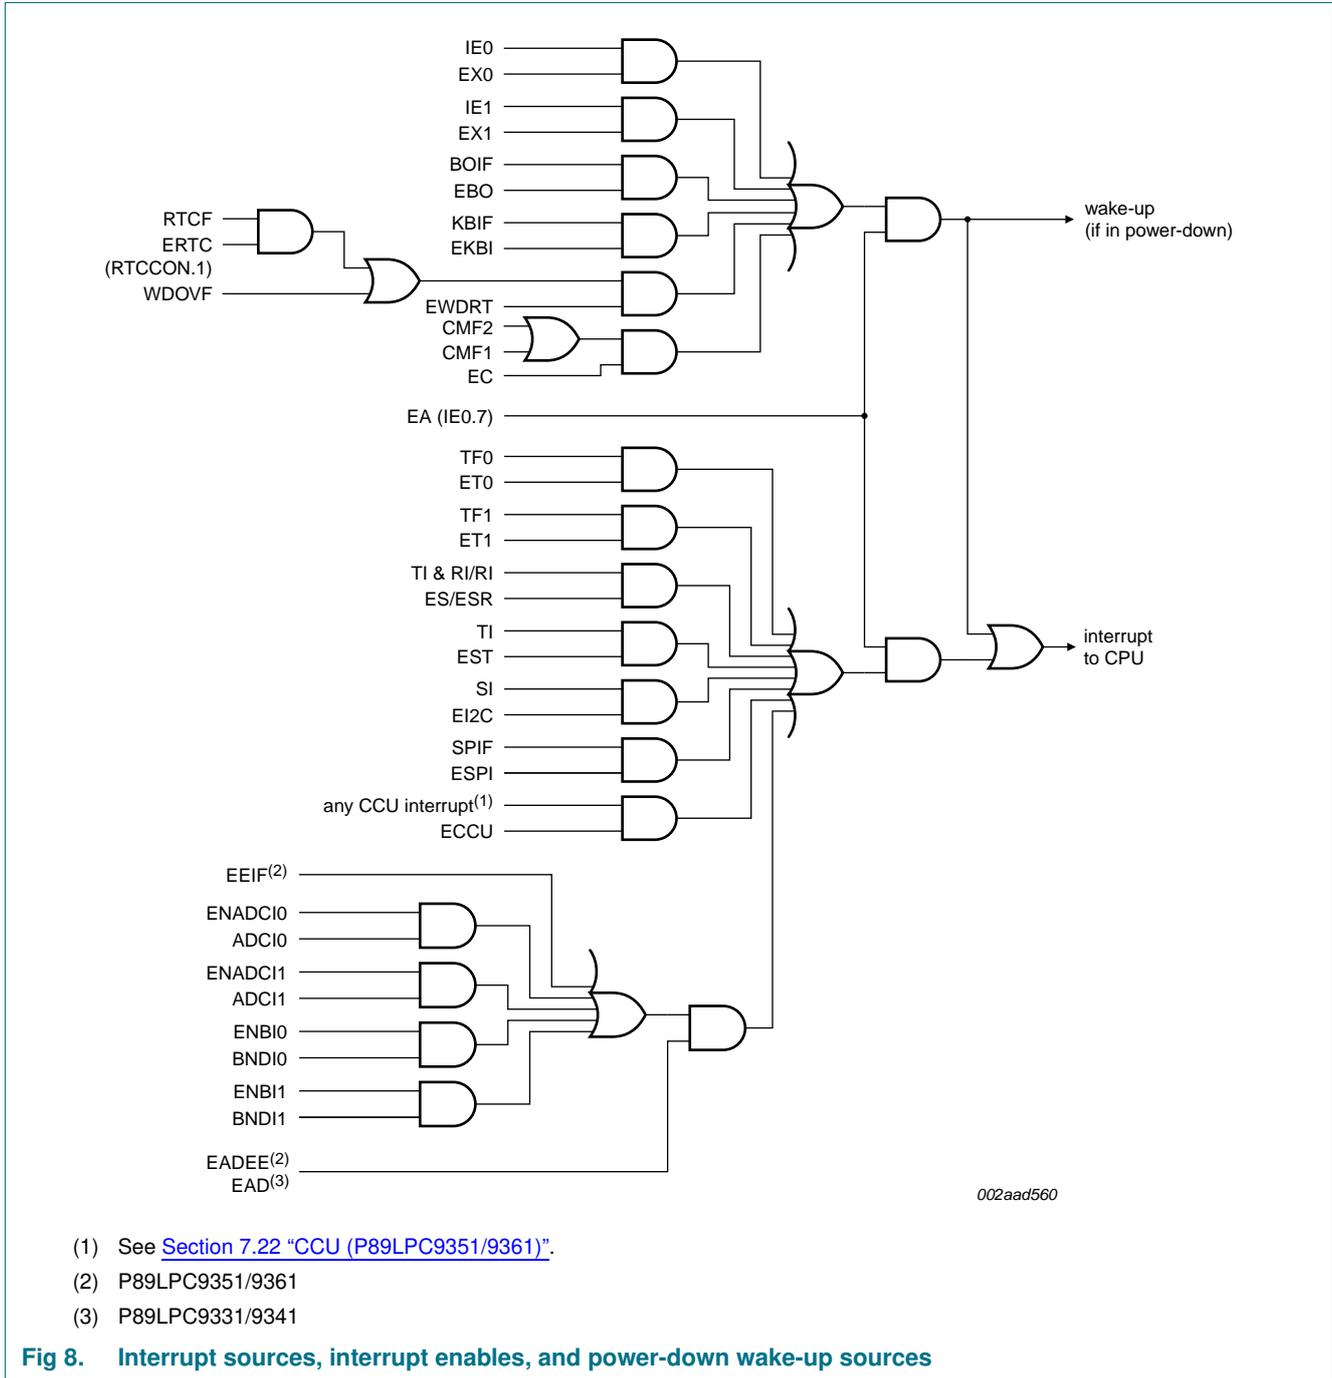 IE0
EX0
IE1
EX1
BOIF
EBO
KBIF
EKBI
RTCF
ERTC
(RTCCON.1)
WDOVF
EWDRT
CMF2
CMF1
EC
wake-up
(if in power-down)
EA (IE0.7)
TF0
ET0
TF1
ET1
TI & RI/RI
ES/ESR
TI
EST
SI
EI2C
SPIF
ESPI
any CCU interrupt(1)
ECCU
interrupt
to CPU
EEIF(2)
ENADCI0
ADCI0
ENADCI1
ADCI1
ENBI0
BNDI0
ENBI1
BNDI1
EADEE(2)
EAD(3)
002aad560
(1) See Section 7.22 “CCU (P89LPC9351/9361)”.
(2) P89LPC9351/9361
(3) P89LPC9331/9341
Fig 8. Interrupt sources, interrupt enables, and power-down wake-up sources